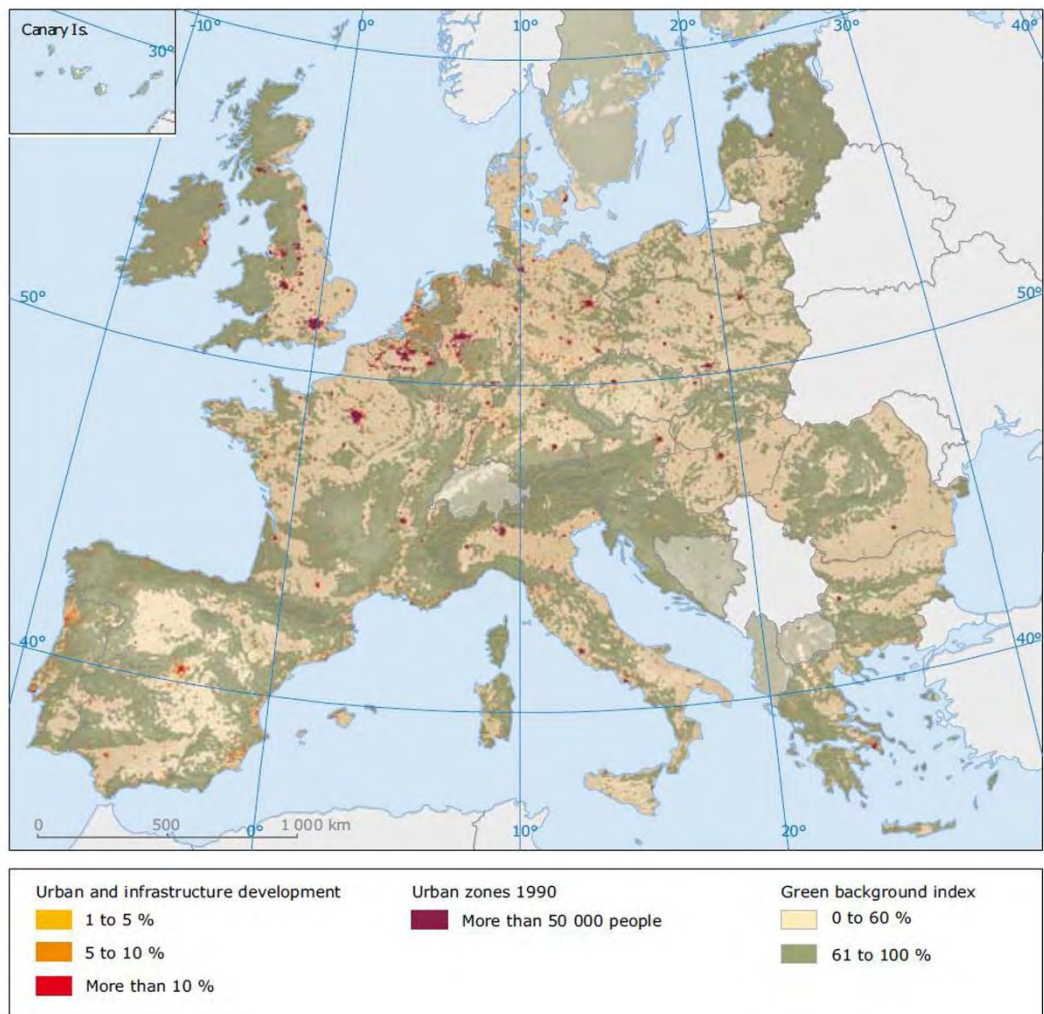 Canary Is.
30°
-10°
0°
10°
20°
30°
40°
50°
50°
40°
40°
0 500 1 000 km
0°
10°
20°
Urban and infrastructure development
1 to 5 %
5 to 10 %
More than 10 %
Urban zones 1990
More than 50 000 people
Green background index
0 to 60 %
61 to 100 %